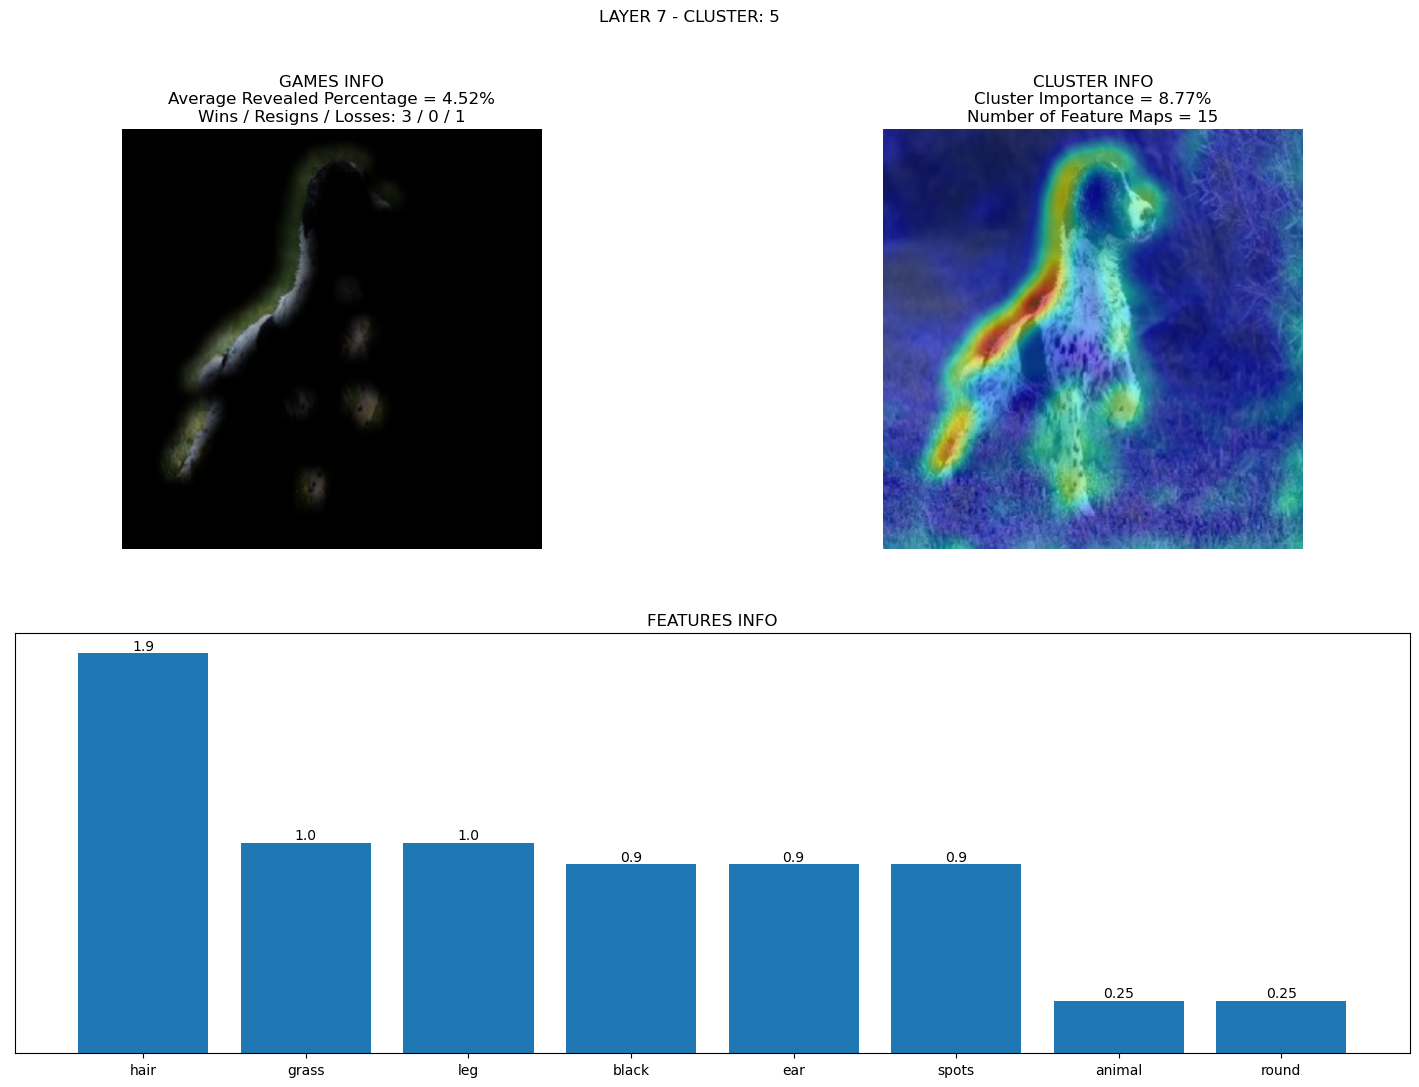 LAYER 7 - CLUSTER: 5
GAMES INFO
Average Revealed Percentage = 4.52%
Wins / Resigns / Losses: 3 / 0 / 1
CLUSTER INFO
Cluster Importance = 8.77%
Number of Feature Maps = 15
FEATURES INFO
1.9
1.0
1.0
0.9
0.9
0.9
0.25
0.25
hair
grass
leg
black
ear
spots
animal
round